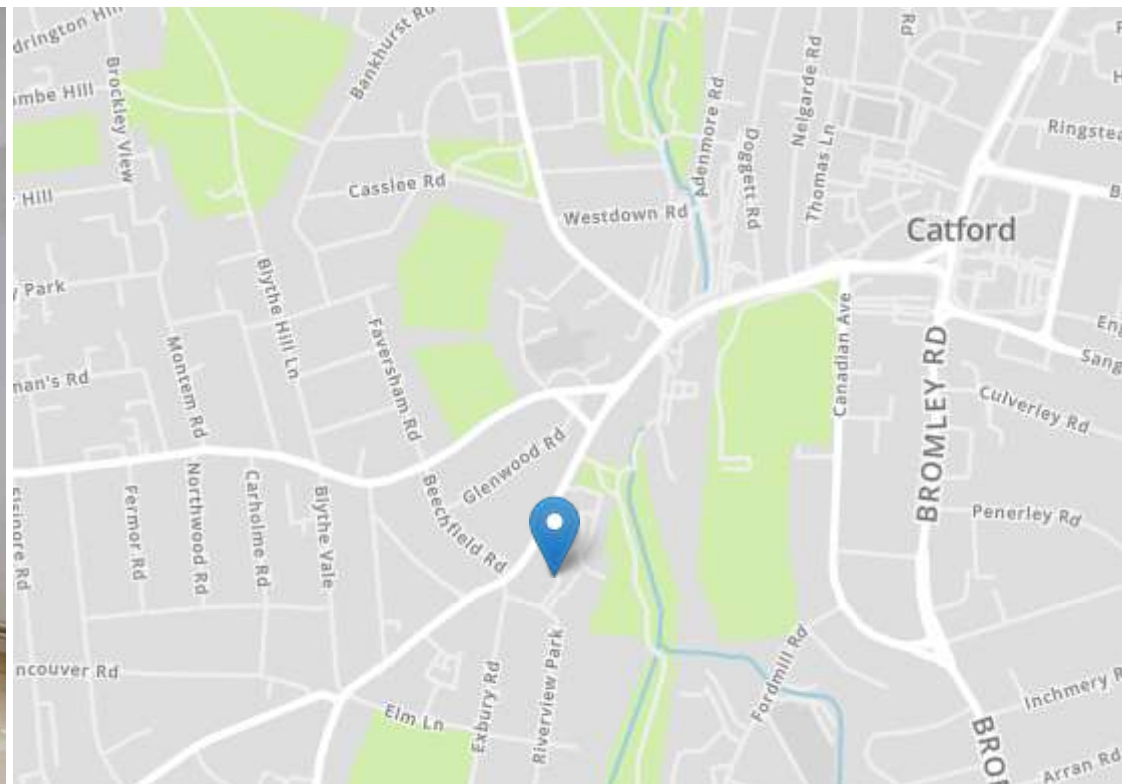 Bankhurst Rd
Brockley View
Hill
Casslee Rd
Westdown Rd
Adenmore Rd
Doggett Rd
Nelgarde Rd
Thomas Ln
Rd
Catford
Park
Blythe Hill Ln
Faversham Rd
Montem Rd
Canadian Ave
BROMLEY RD
Culverley Rd
Glenwood Rd
Beechfield Rd
Fermor Rd
Northwood Rd
Carholme Rd
Blythe Vale
Penerley Rd
Riverview Park
Exbury Rd
Elm Ln
Fordmill Rd
Inchmery R
Arran Rd